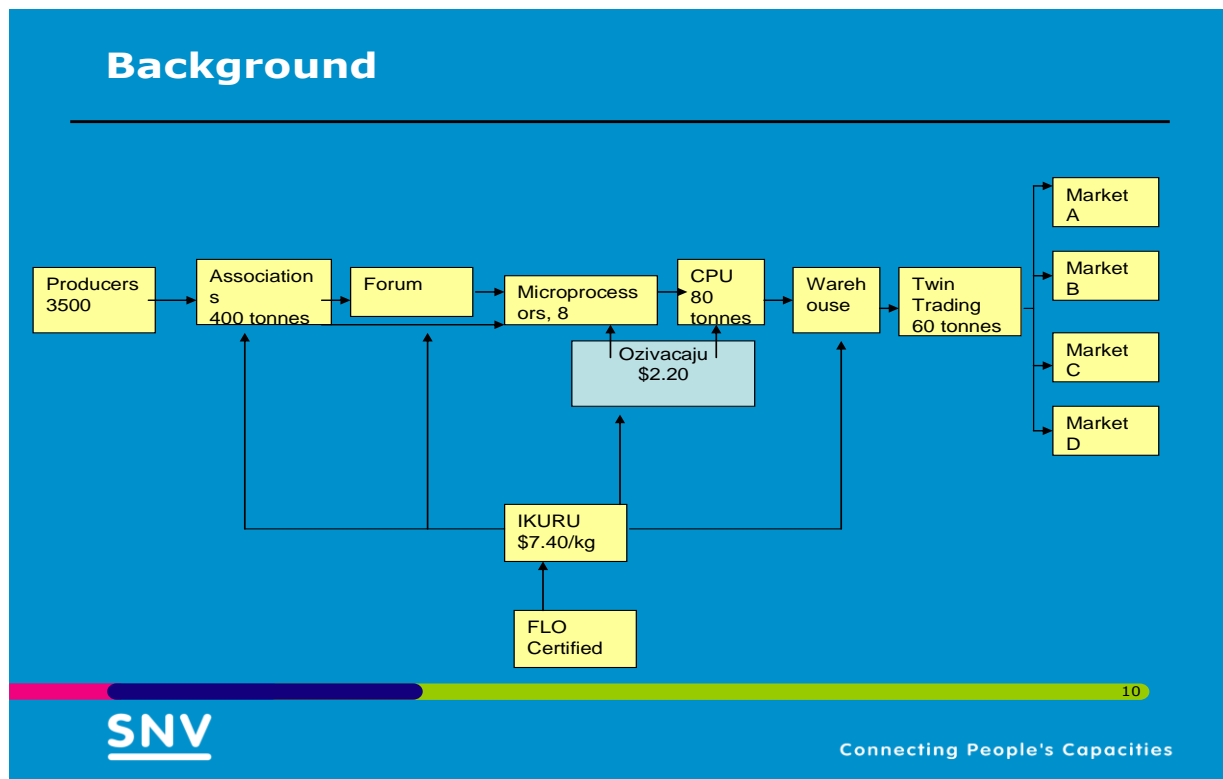 Background
Producers
3500
Association
s
400 tonnes
Forum
Microprocess
ors, 8
CPU
80
tonnes
Wareh
ouse
Twin
Trading
60 tonnes
Market
A
Market
B
Market
C
Market
D
Ozivacaju
$2.20
IKURU
$7.40/kg
FLO
Certified
10
SNV
Connecting People's Capacities